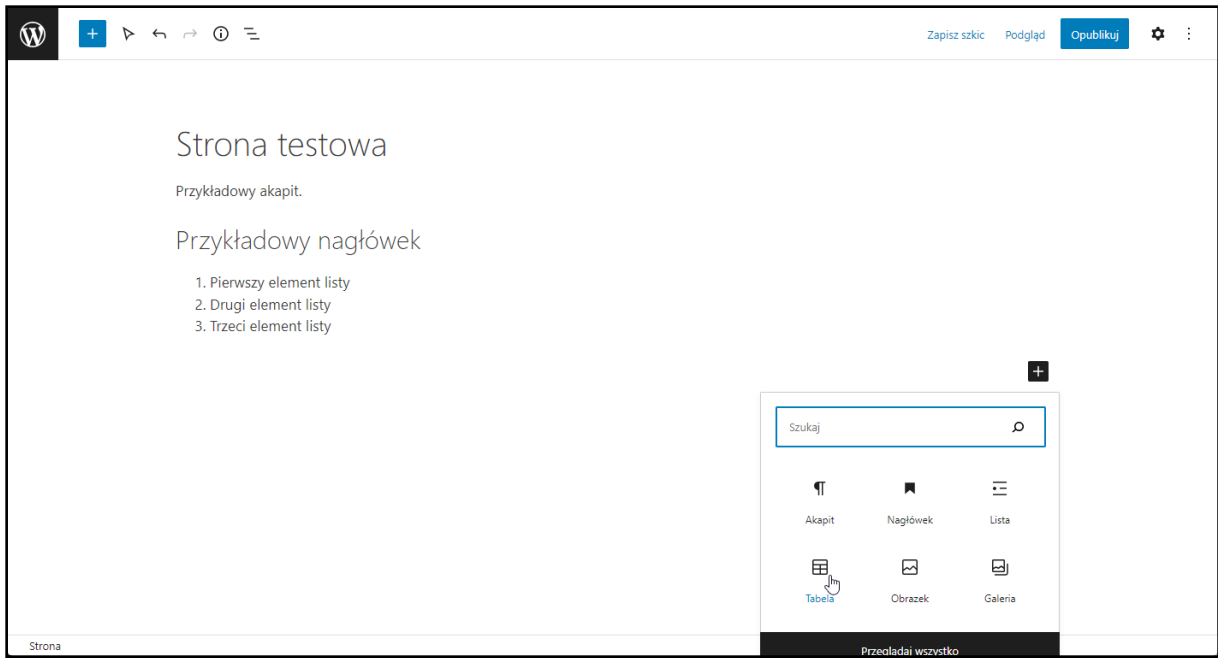 Zapisz szkic Podgląd Opublikuj
Strona testowa
Przykładowy akapit.
Przykładowy nagłówek
1. Pierwszy element listy
2. Drugi element listy
3. Trzeci element listy
Szukaj
Akapit Nagłówek Lista
Tabela Obrazek Galeria
Przeglądaj wszystko
Strona